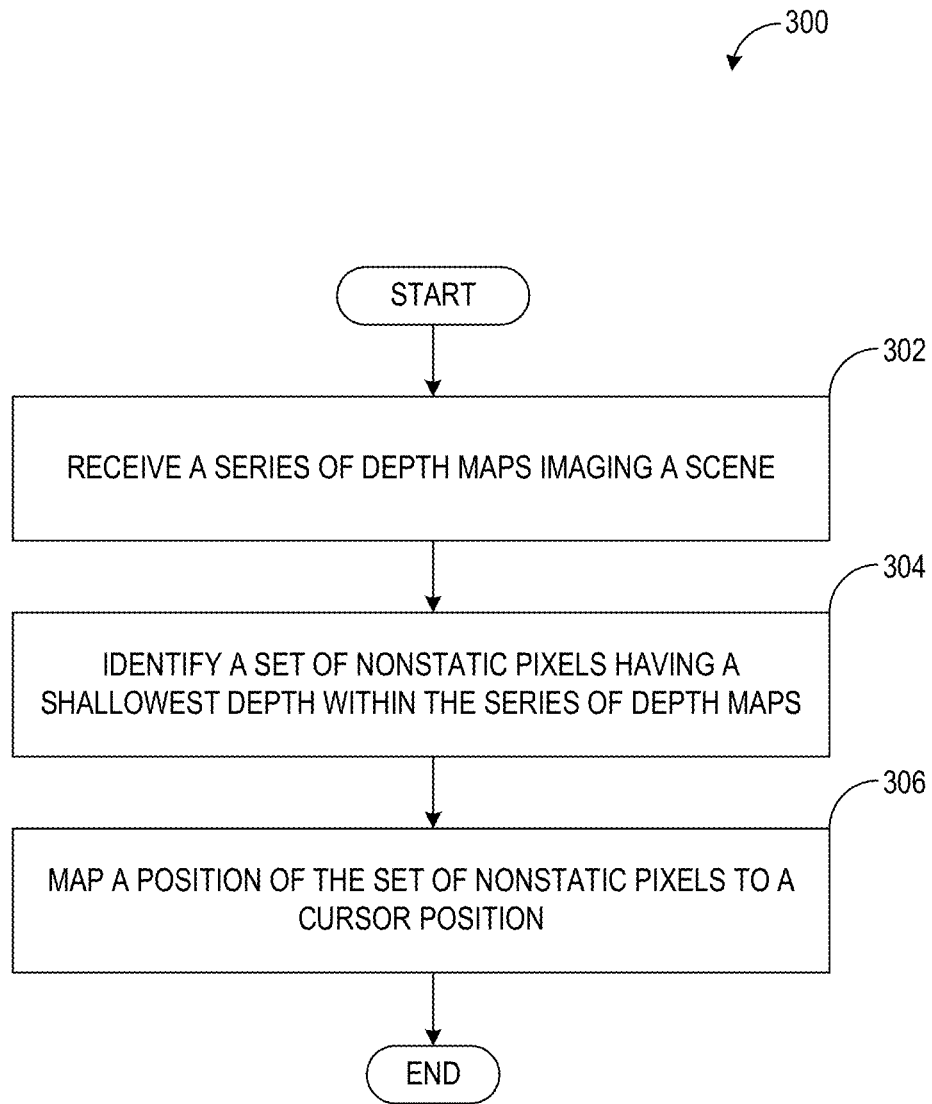 300
START
302
RECEIVE A SERIES OF DEPTH MAPS IMAGING A SCENE
304
IDENTIFY A SET OF NONSTATIC PIXELS HAVING A
SHALLOWEST DEPTH WITHIN THE SERIES OF DEPTH MAPS
306
MAP A POSITION OF THE SET OF NONSTATIC PIXELS TO A
CURSOR POSITION
END